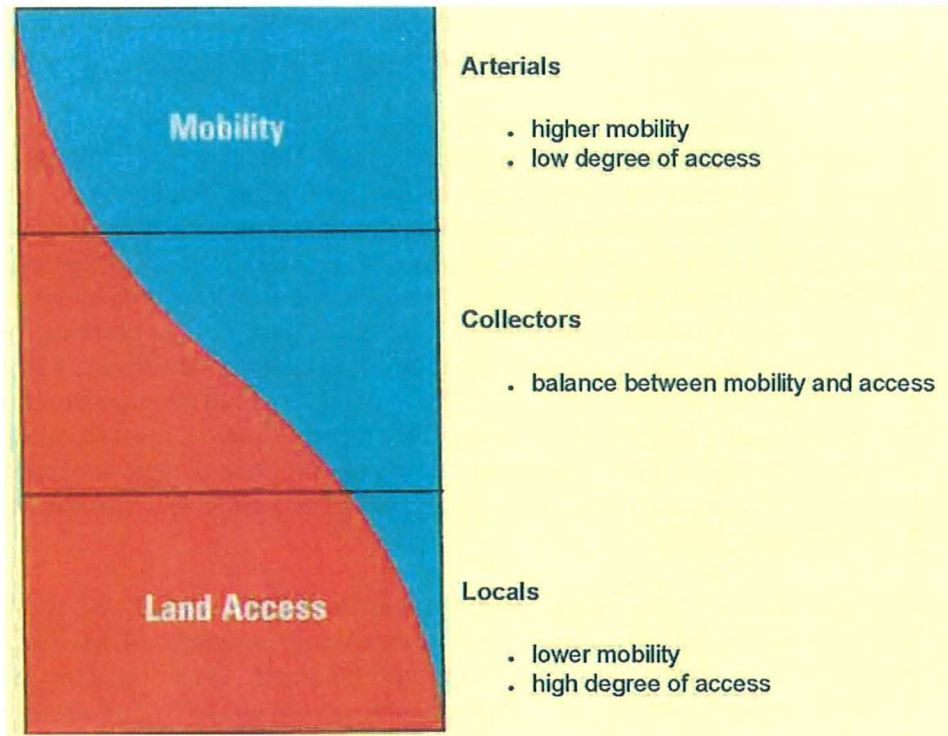 Mobility
Arterials
• higher mobility
• low degree of access
Collectors
• balance between mobility and access
Land Access
Locals
• lower mobility
• high degree of access